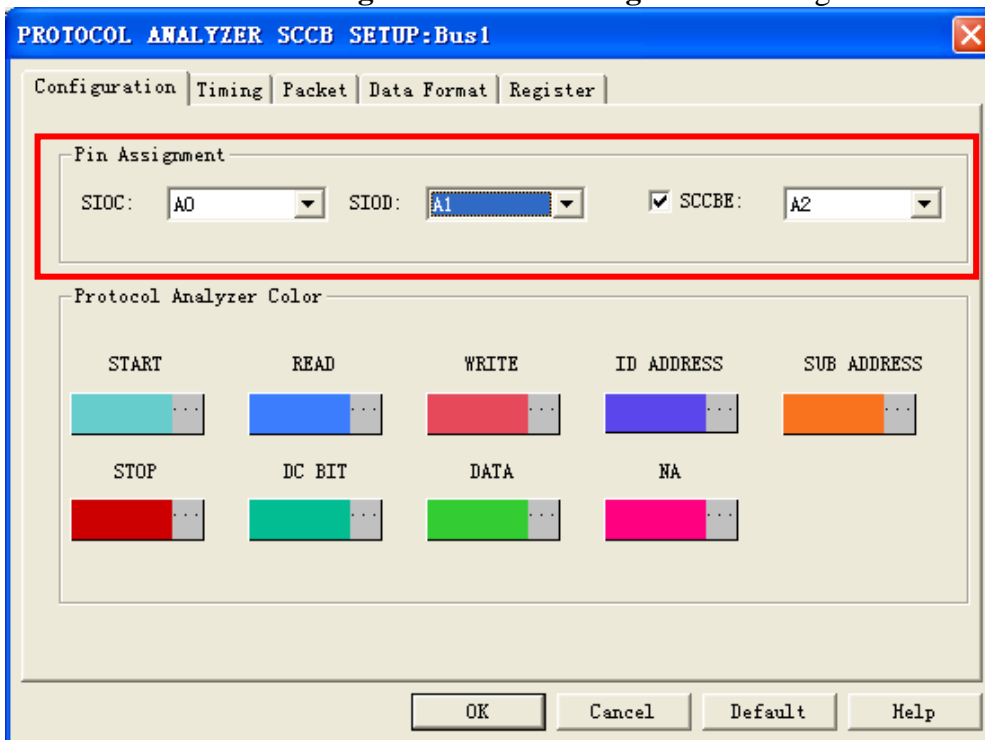 PROTOCOL ANALYZER SCCB SETUP:Bus1
Configuration Timing Packet Data Format Register
Pin Assignment
SIOC: A0 SIOD: A1 SCCBE: A2
Protocol Analyzer Color
START READ WRITE ID ADDRESS SUB ADDRESS
... ... ... ... ...
STOP DC BIT DATA NA
... ... ... ...
OK Cancel Default Help